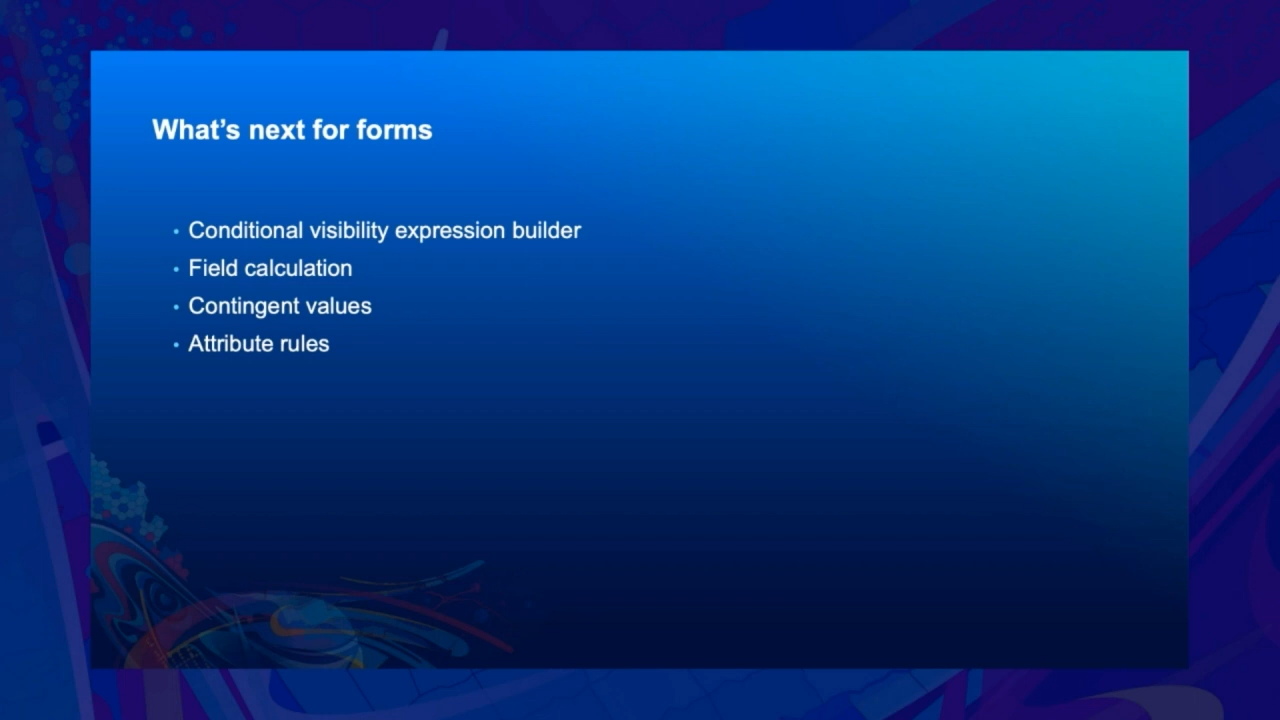 What’s next for forms
• Conditional visibility expression builder
• Field calculation
• Contingent values
• Attribute rules